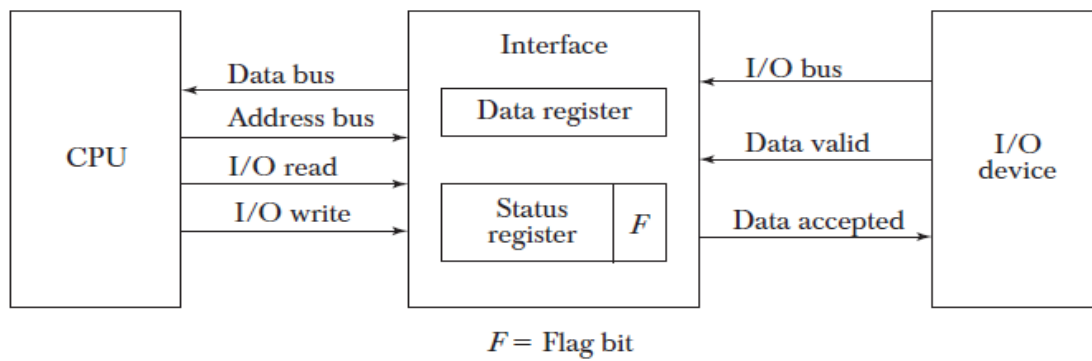 CPU
Data bus
Address bus
I/O read
I/O write
Interface
Data register
Status
register
F
I/O bus
Data valid
Data accepted
I/O
device
F = Flag bit